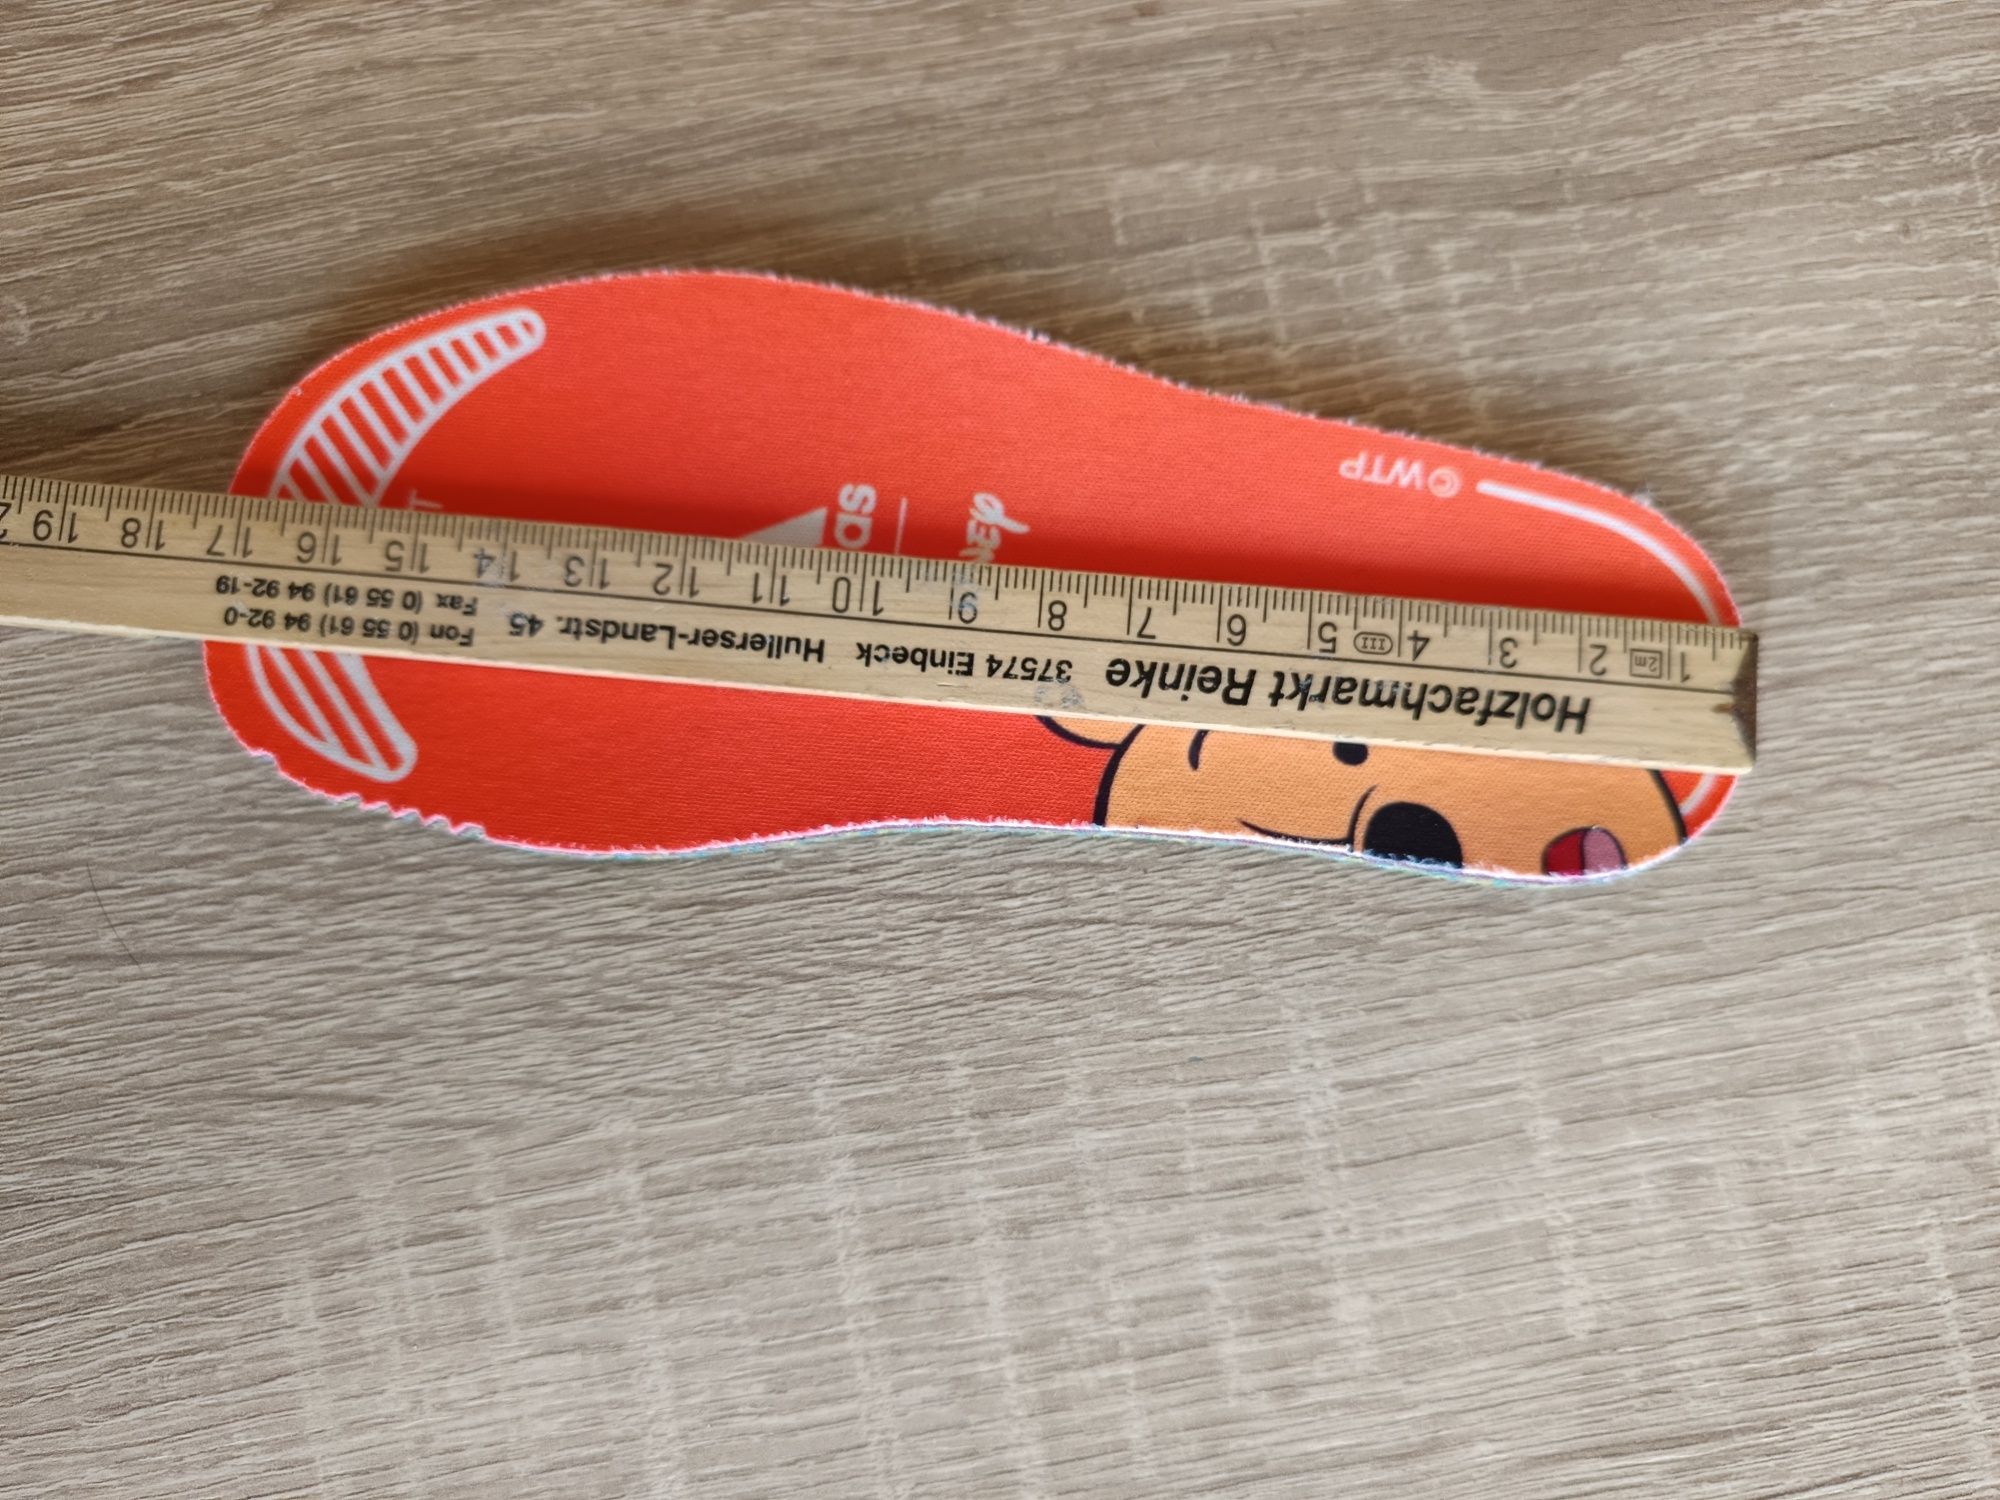 Holzfachmarkt Reinke 37574 Einbeck Hullerser-Landstr. 45
Fon (0 55 61) 94 92-0
Fax (0 55 61) 94 92-19
1 2m 2 3 4 III 5 6 7 8 9 10 11 12 13 14 15 16 17 18 19
©WTP